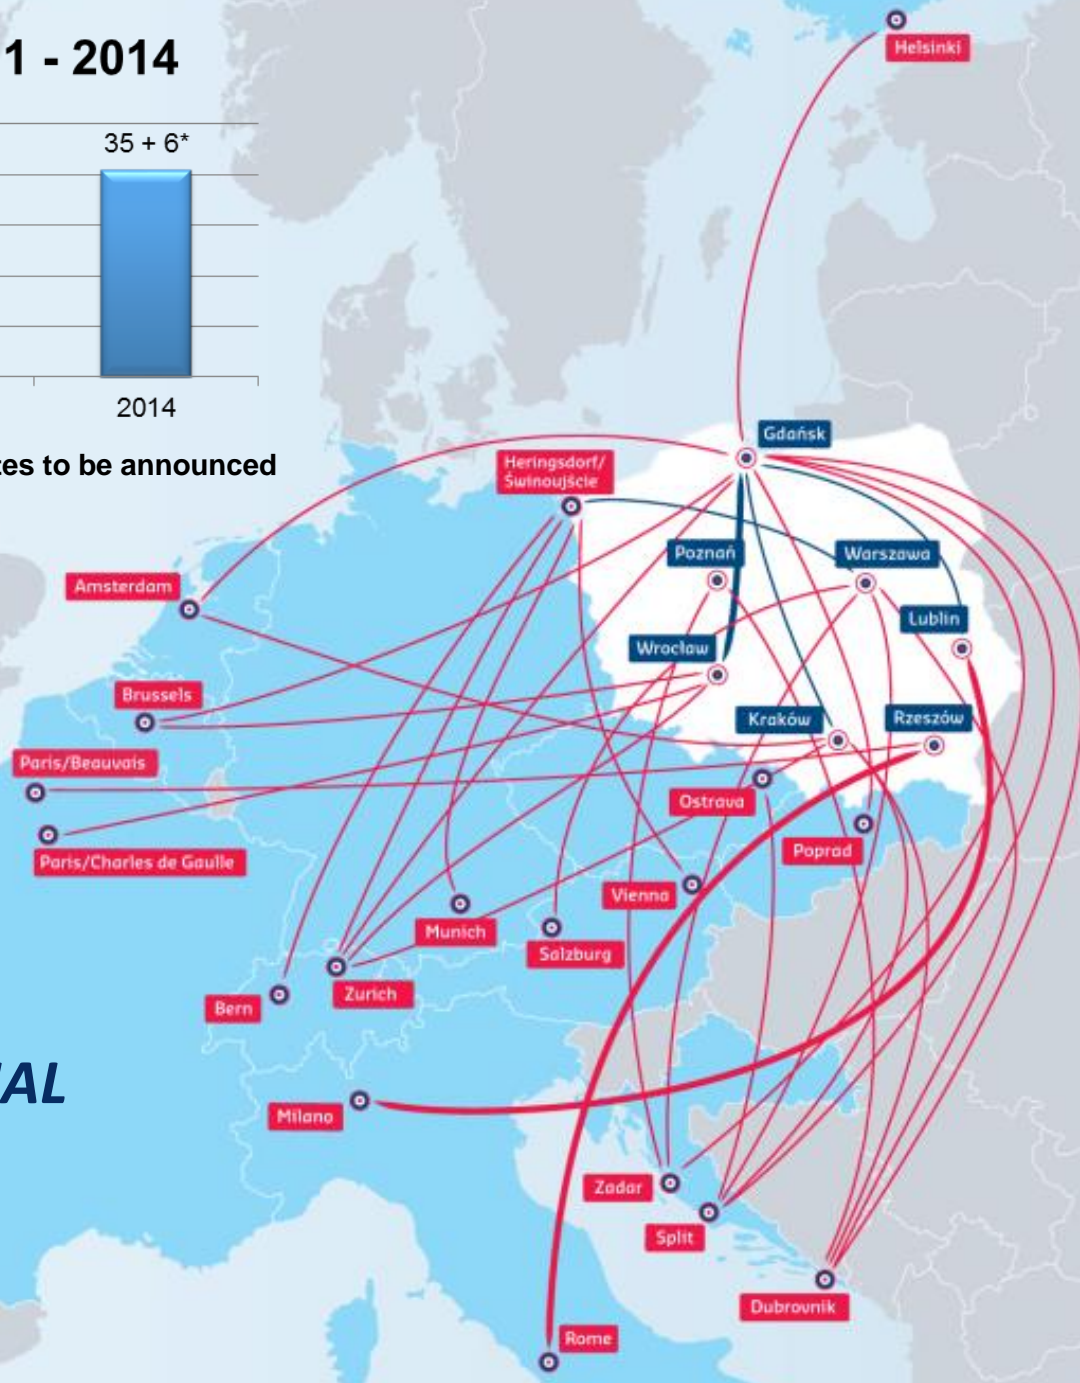 1 - 2014
35 + 6*
2014
tes to be announced
IAL
Helsinki
Gdańsk
Heringsdorf/
Świnoujście
Poznań
Warszawa
Amsterdam
Lublin
Wrocław
Brussels
Kraków
Rzeszów
Paris/Beauvais
Ostrava
Paris/Charles de Gaulle
Poprad
Vienna
Munich
Salzburg
Zurich
Bern
Milano
Zadar
Split
Dubrovnik
Rome